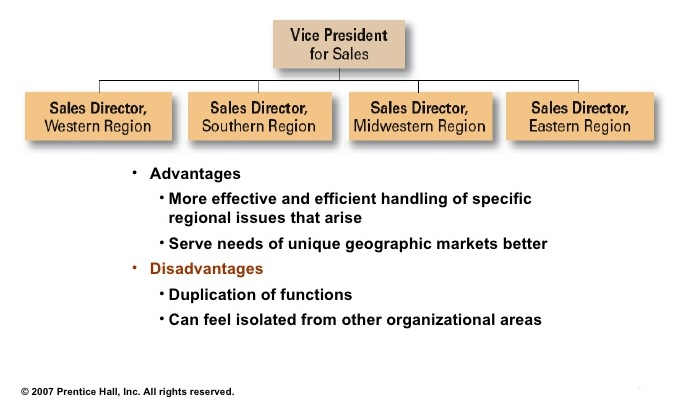 Vice President
for Sales
Sales Director,
Western Region
Sales Director,
Southern Region
Sales Director,
Midwestern Region
Sales Director,
Eastern Region
• Advantages
• More effective and efficient handling of specific
regional issues that arise
• Serve needs of unique geographic markets better
• Disadvantages
• Duplication of functions
• Can feel isolated from other organizational areas
© 2007 Prentice Hall, Inc. All rights reserved.